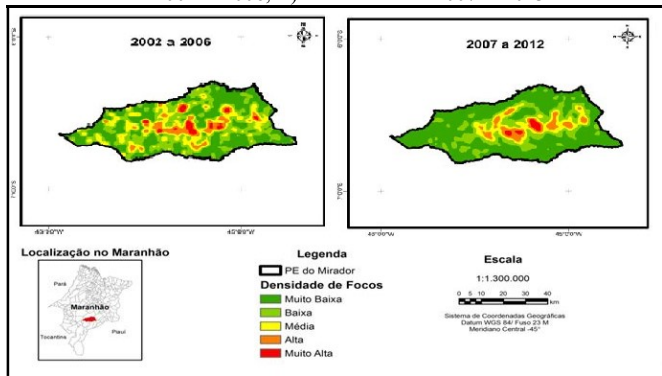 2002 a 2006
2007 a 2012
Localização no Maranhão
Pará
Maranhão
Piauí
Tocantins
Legenda
PE do Mirador
Densidade de Focos
Muito Baixa
Baixa
Média
Alta
Muito Alta
Escala
1:1.300.000
0 5 10 20 30 40
km
Sistema de Coordenadas Geográficas
Datum WGS 84/ Fuso 23 M
Meridiano Central -45°